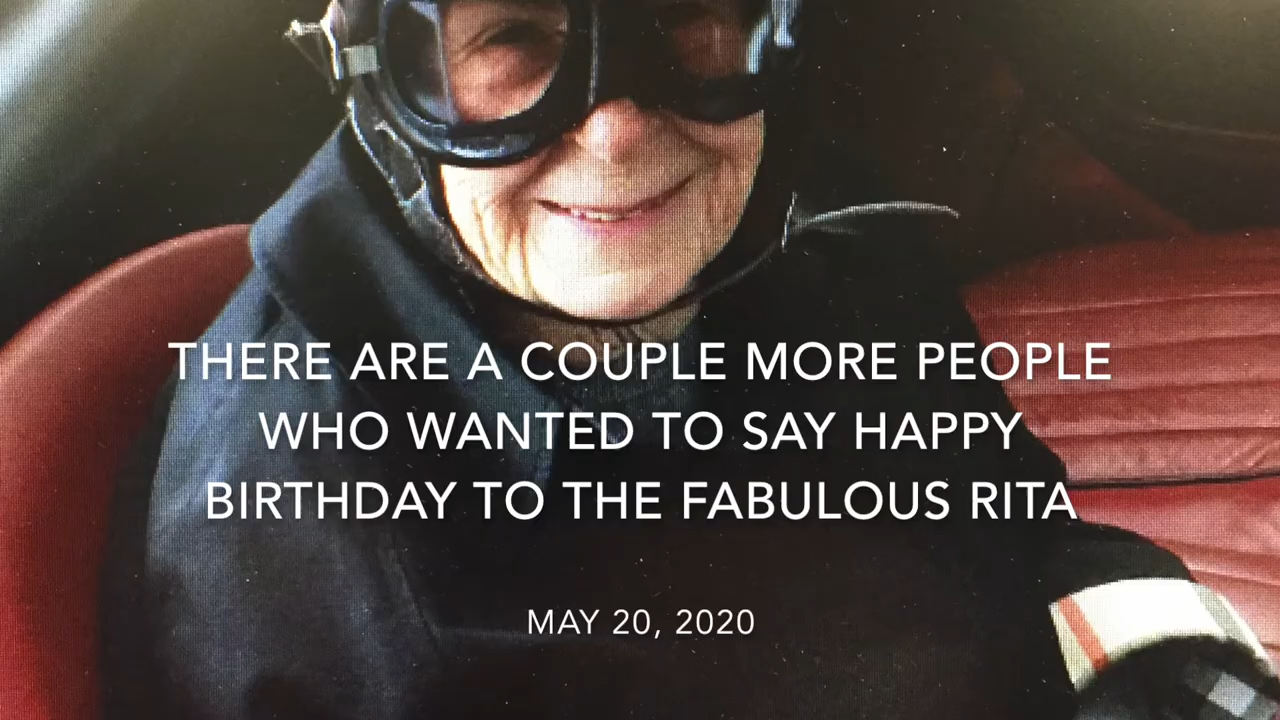 THERE ARE A COUPLE MORE PEOPLE
WHO WANTED TO SAY HAPPY
BIRTHDAY TO THE FABULOUS RITA
MAY 20, 2020